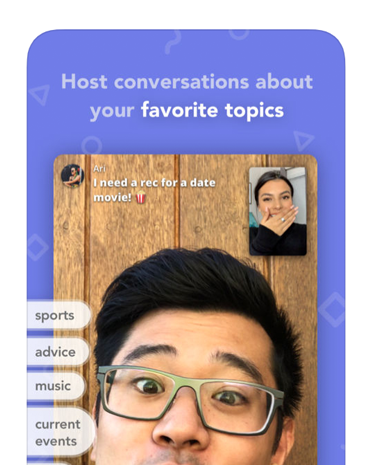 Host conversations about
your favorite topics
Ari
I need a rec for a date
movie! 🍿
sports
advice
music
current
events